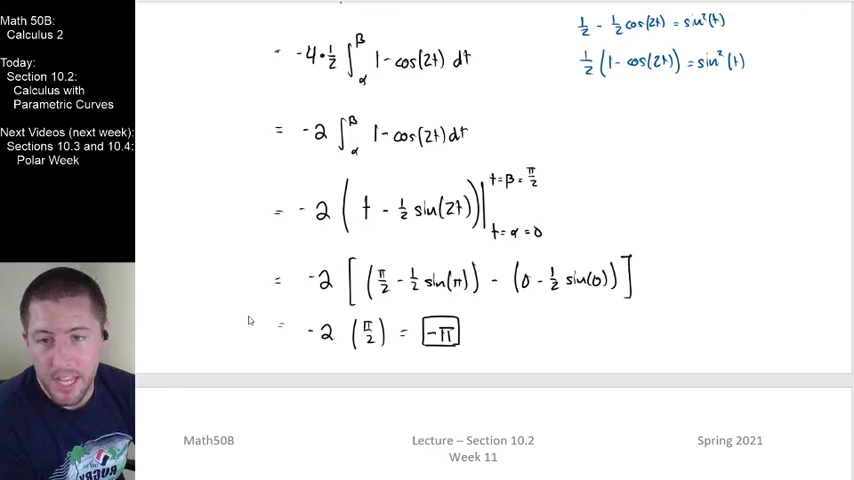 Math 50B:
Calculus 2
Today:
Section 10.2:
Calculus with
Parametric Curves
Next Videos (next week):
Sections 10.3 and 10.4:
Polar Week
½ - ½ cos(2t) = sin²(t)
= -4·½ ∫_α^β 1 - cos(2t) dt
½ (1 - cos(2t)) = sin²(t)
= -2 ∫_α^β 1 - cos(2t) dt
= -2 ( t - ½ sin(2t) ) |_{t=α=0}^{t=β=π/2}
= -2 [ (π/2 - ½ sin(π)) - (0 - ½ sin(0)) ]
= -2 (π/2) = -π
RUGBY
Math50B
Lecture – Section 10.2
Spring 2021
Week 11